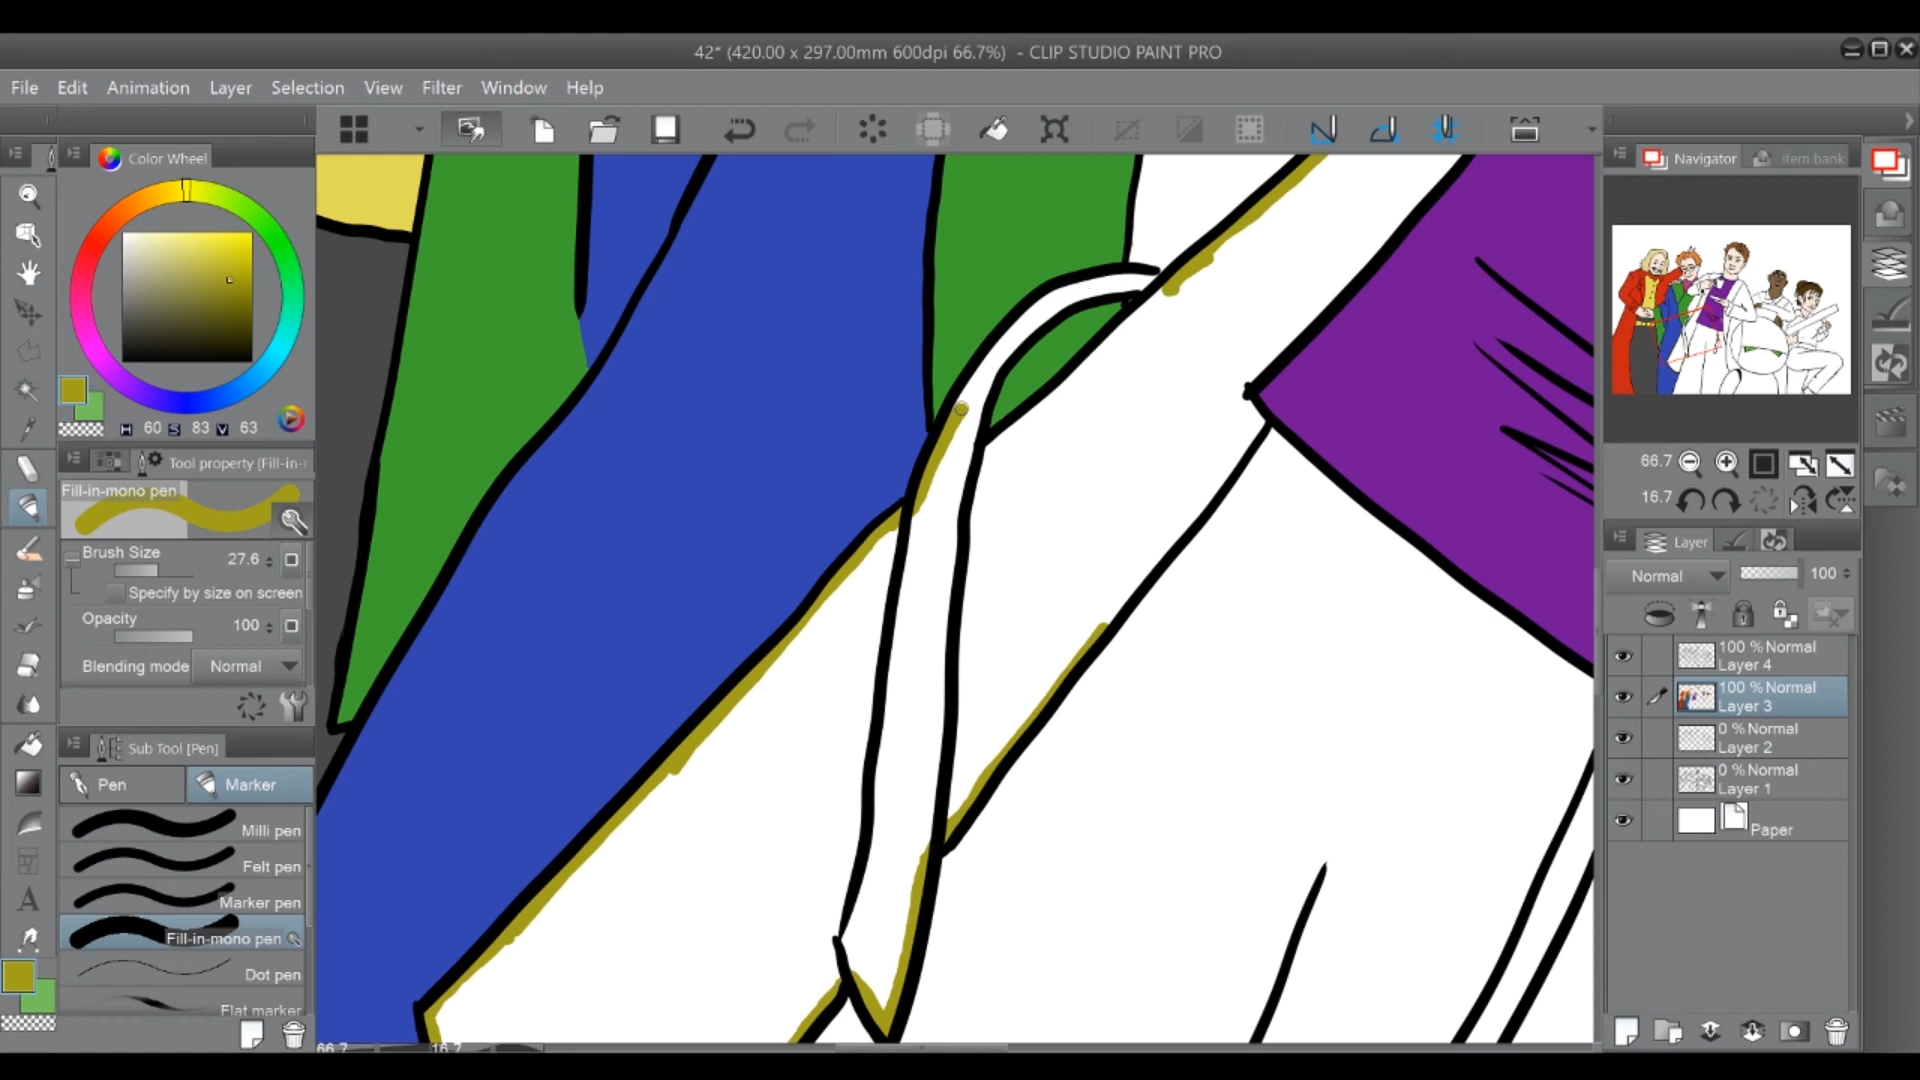 42* (420.00 x 297.00mm 600dpi 66.7%) - CLIP STUDIO PAINT PRO
File Edit Animation Layer Selection View Filter Window Help
Color Wheel
H 60 S 83 V 63
Tool property [Fill-in-
Fill-in-mono pen
Brush Size 27.6
Specify by size on screen
Opacity 100
Blending mode Normal
Sub Tool [Pen]
Pen Marker
Milli pen
Felt pen
Marker pen
Fill-in-mono pen
Dot pen
Flat marker
A
66.7 16.7
Navigator Item bank
66.7
16.7
Layer
Normal 100
100 % Normal
Layer 4
100 % Normal
Layer 3
0 % Normal
Layer 2
0 % Normal
Layer 1
Paper